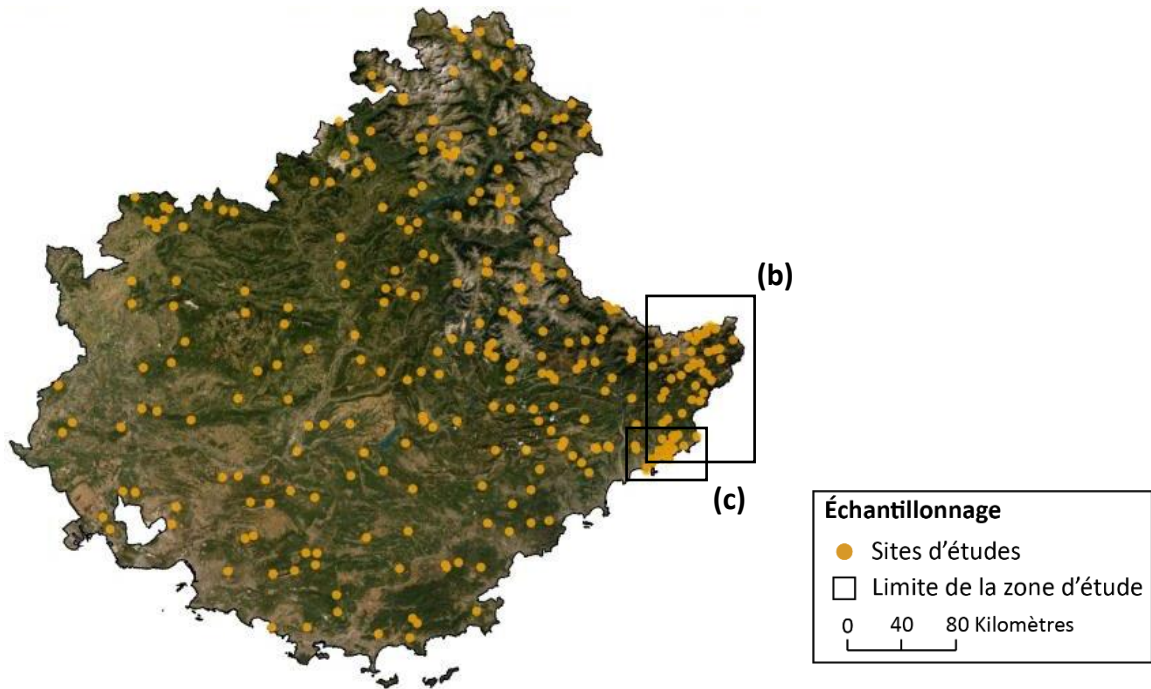 (b)
(c)
Échantillonnage
Sites d'études
Limite de la zone d'étude
0 40 80 Kilomètres